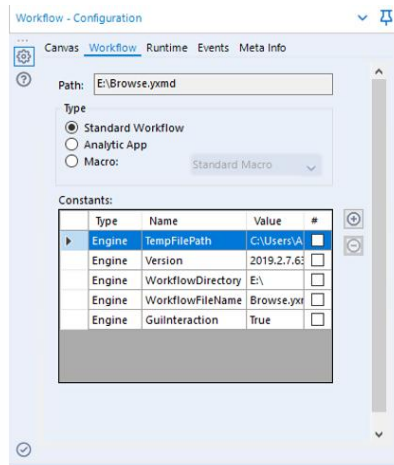 Workflow - Configuration
Canvas Workflow Runtime Events Meta Info
Path: E:\Browse.yxmd
Type
Standard Workflow
Analytic App
Macro: Standard Macro
Constants:
Type Name Value #
Engine TempFilePath C:\Users\A
Engine Version 2019.2.7.63
Engine WorkflowDirectory E:\
Engine WorkflowFileName Browse.yxr
Engine GuiInteraction True